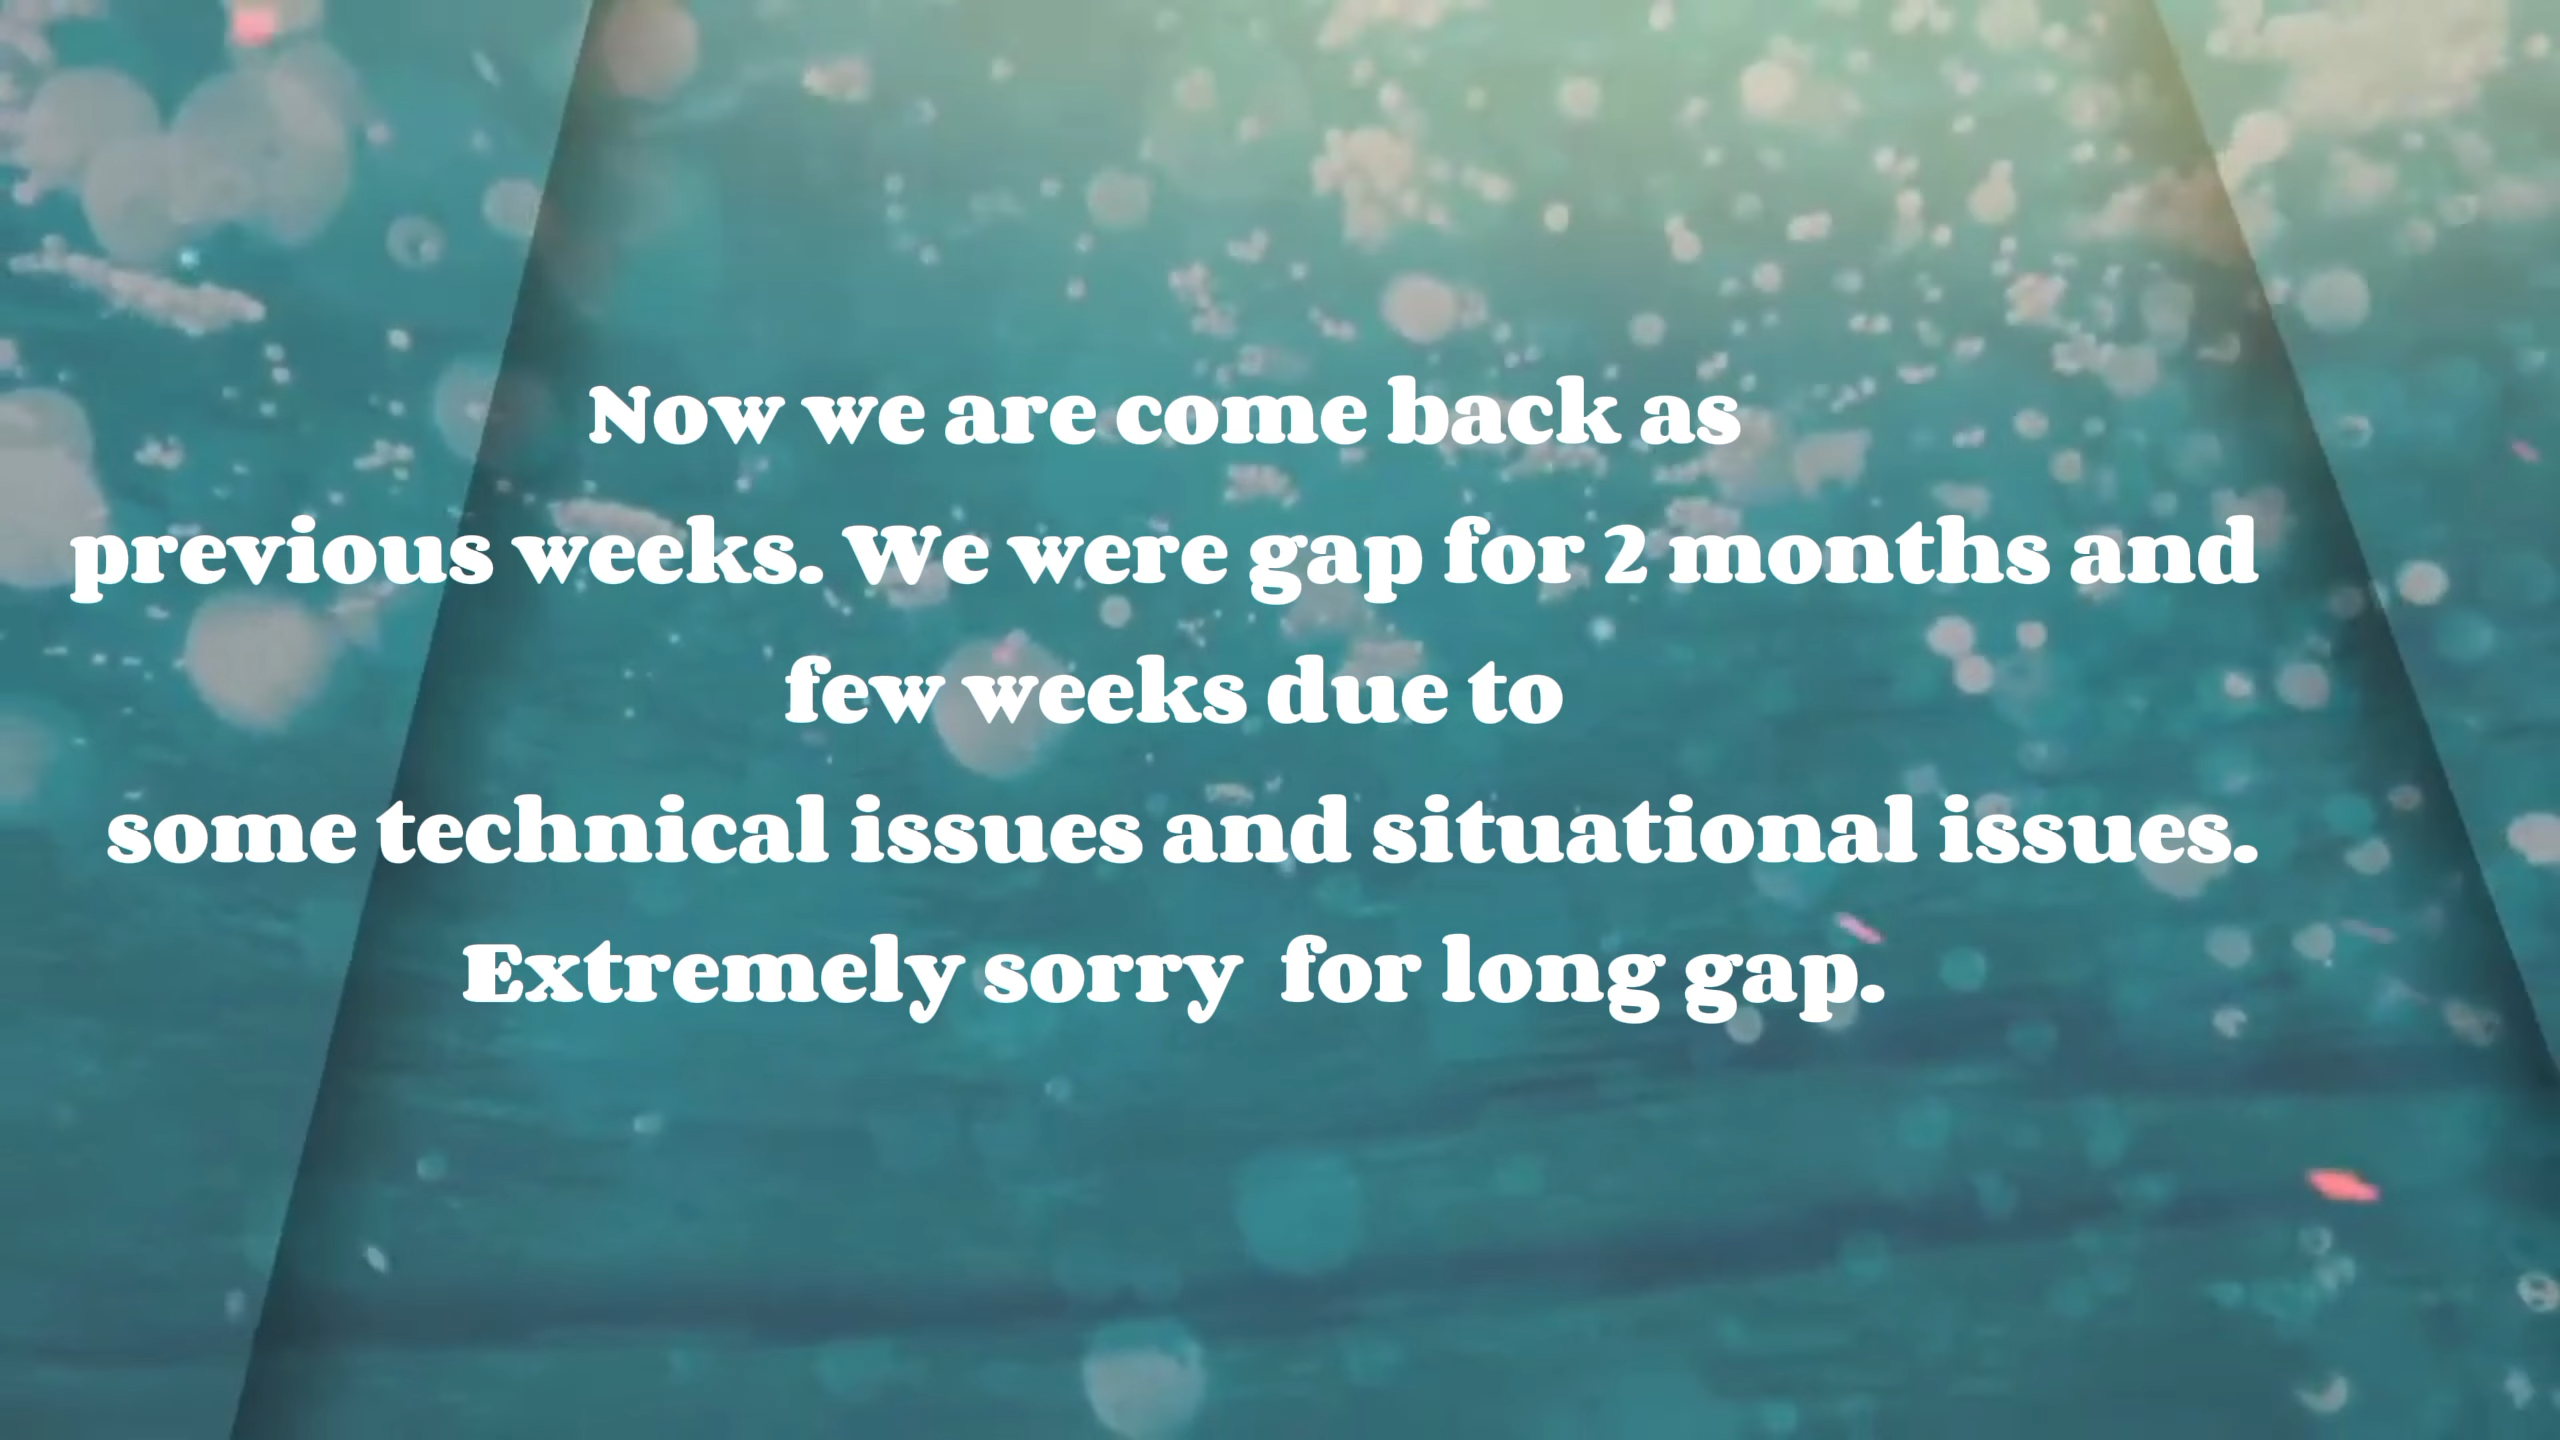 Now we are come back as
previous weeks. We were gap for 2 months and
few weeks due to
some technical issues and situational issues.
Extremely sorry  for long gap.